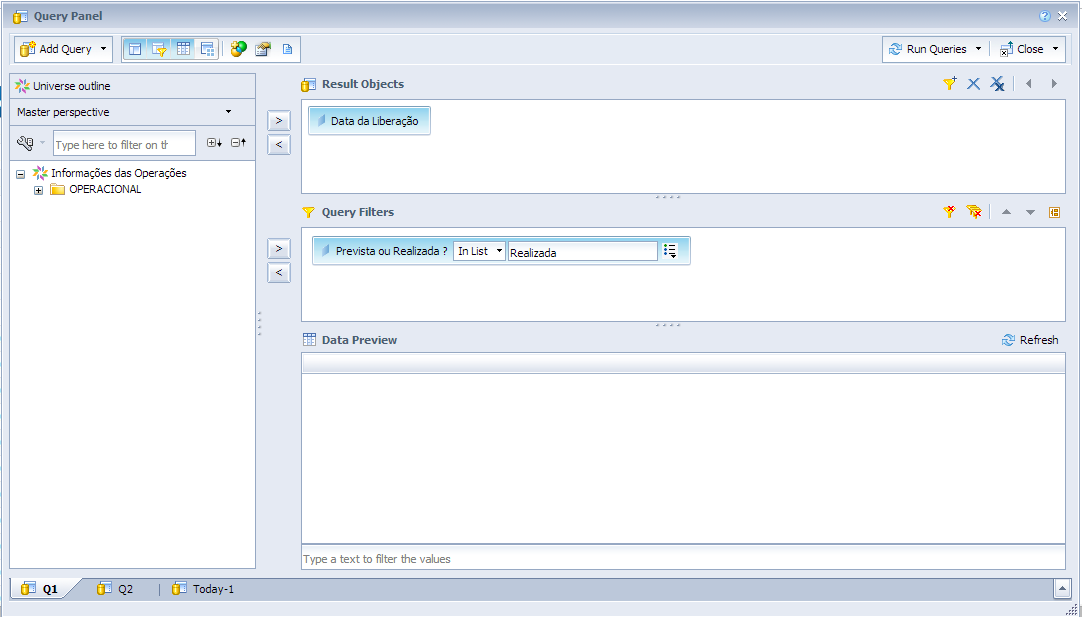 Query Panel
Add Query
Run Queries
Close
Universe outline
Master perspective
Type here to filter on th
Informações das Operações
OPERACIONAL
Result Objects
Data da Liberação
Query Filters
Prevista ou Realizada ? In List Realizada
Data Preview
Refresh
Type a text to filter the values
Q1
Q2
Today-1